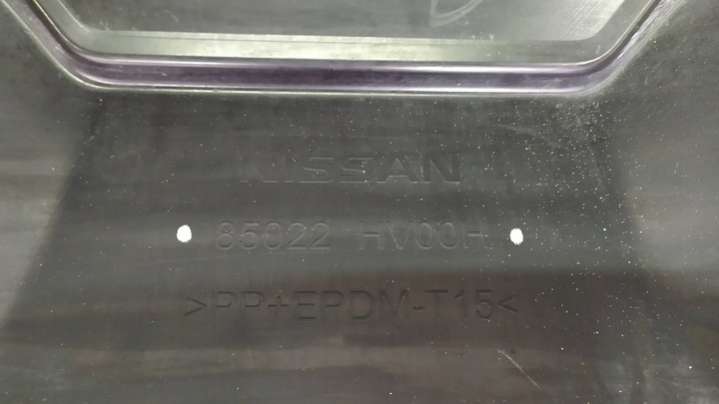 NISSAN
85022 HV00H
>PP+EPDM-T15<